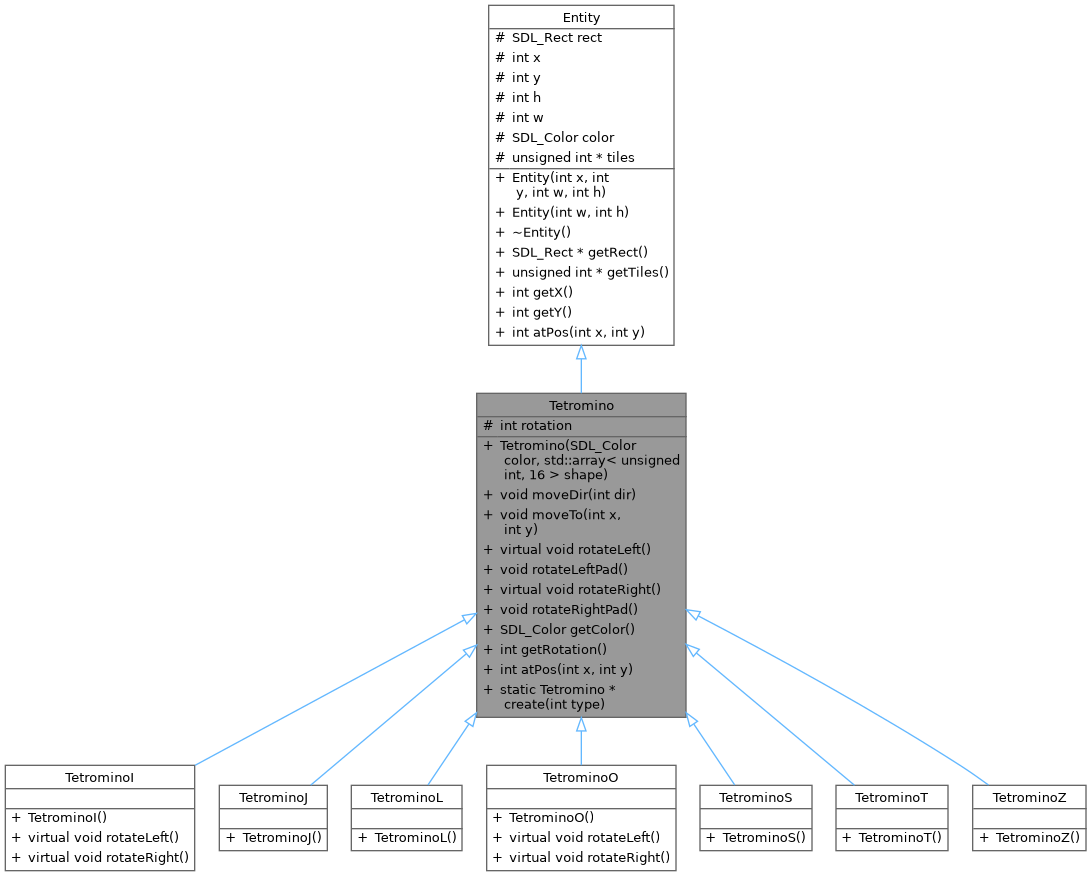 Entity
# SDL_Rect rect
# int x
# int y
# int h
# int w
# SDL_Color color
# unsigned int * tiles
+ Entity(int x, int
y, int w, int h)
+ Entity(int w, int h)
+ ~Entity()
+ SDL_Rect * getRect()
+ unsigned int * getTiles()
+ int getX()
+ int getY()
+ int atPos(int x, int y)
Tetromino
# int rotation
+ Tetromino(SDL_Color
color, std::array< unsigned
int, 16 > shape)
+ void moveDir(int dir)
+ void moveTo(int x,
int y)
+ virtual void rotateLeft()
+ void rotateLeftPad()
+ virtual void rotateRight()
+ void rotateRightPad()
+ SDL_Color getColor()
+ int getRotation()
+ int atPos(int x, int y)
+ static Tetromino *
create(int type)
TetrominoI
+ TetrominoI()
+ virtual void rotateLeft()
+ virtual void rotateRight()
TetrominoJ
+ TetrominoJ()
TetrominoL
+ TetrominoL()
TetrominoO
+ TetrominoO()
+ virtual void rotateLeft()
+ virtual void rotateRight()
TetrominoS
+ TetrominoS()
TetrominoT
+ TetrominoT()
TetrominoZ
+ TetrominoZ()